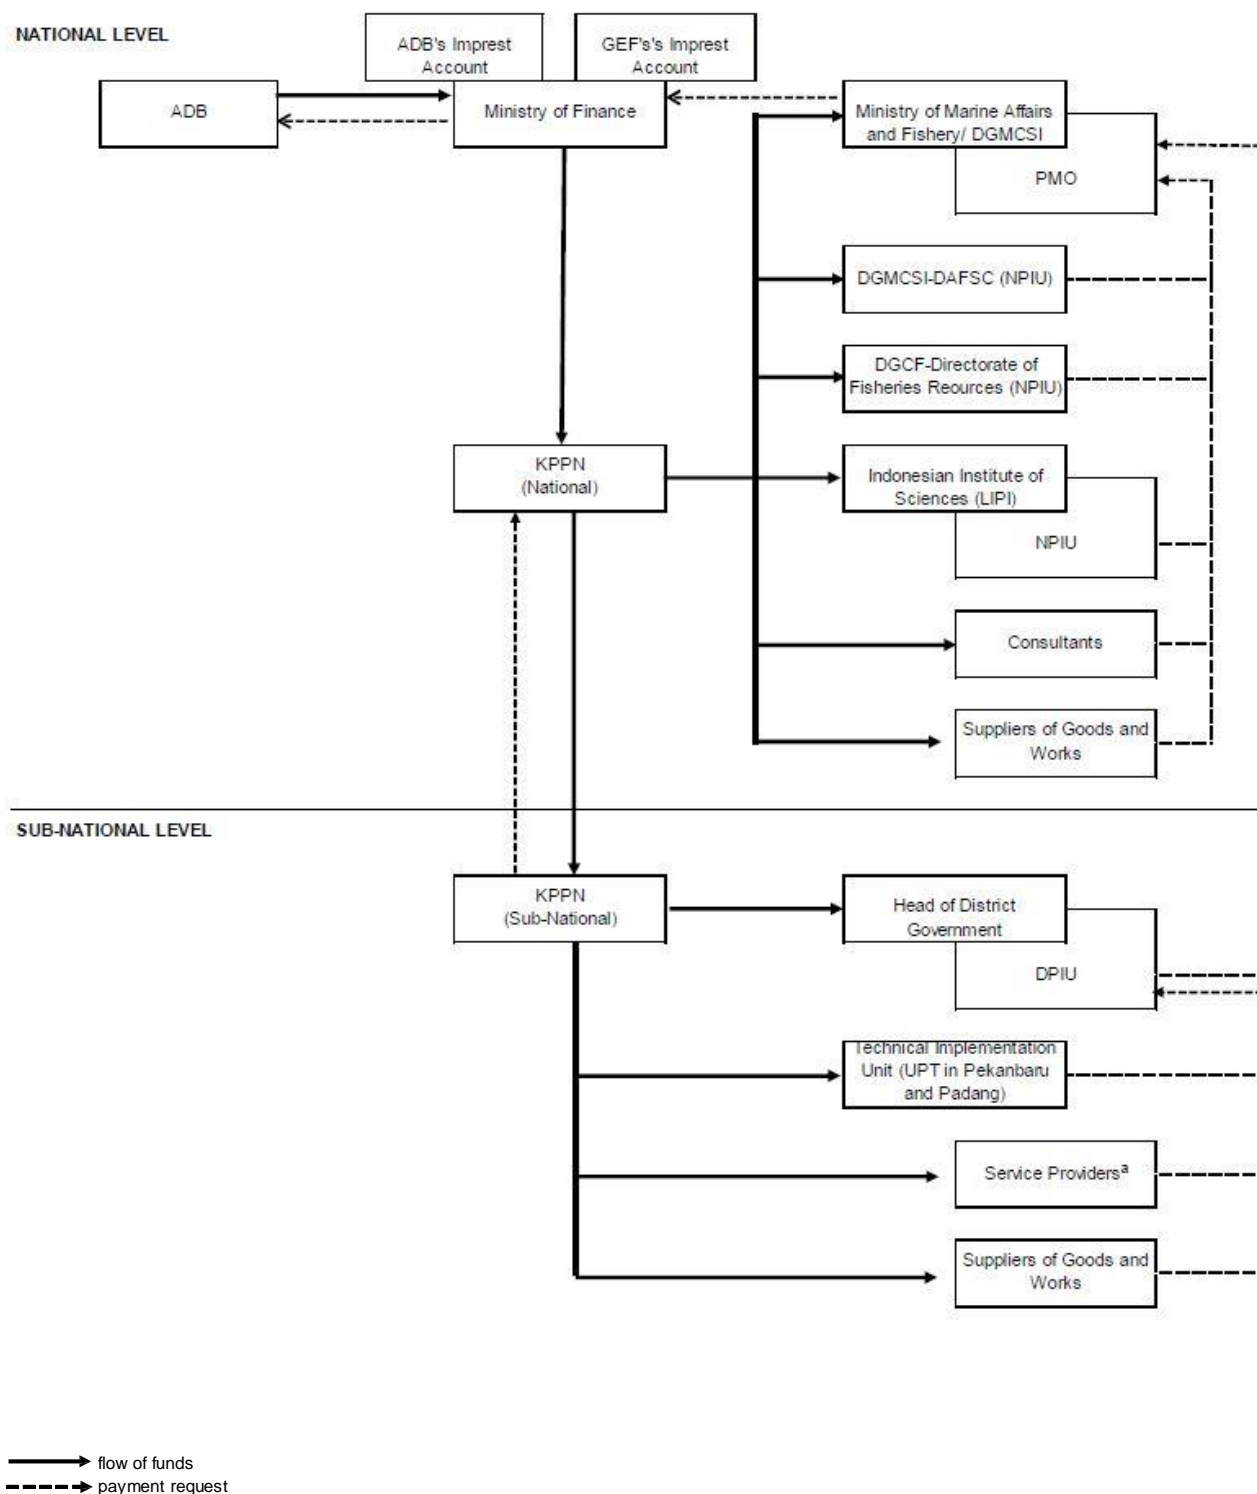 NATIONAL LEVEL
ADB's Imprest
Account
GEF's's Imprest
Account
ADB
Ministry of Finance
Ministry of Marine Affairs
and Fishery/ DGMCSI
PMO
DGMCSI-DAFSC (NPIU)
DGCF-Directorate of
Fisheries Reources (NPIU)
KPPN
(National)
Indonesian Institute of
Sciences (LIPI)
NPIU
Consultants
Suppliers of Goods and
Works
SUB-NATIONAL LEVEL
KPPN
(Sub-National)
Head of District
Government
DPIU
Technical Implementation
Unit (UPT in Pekanbaru
and Padang)
Service Providersª
Suppliers of Goods and
Works
flow of funds
payment request